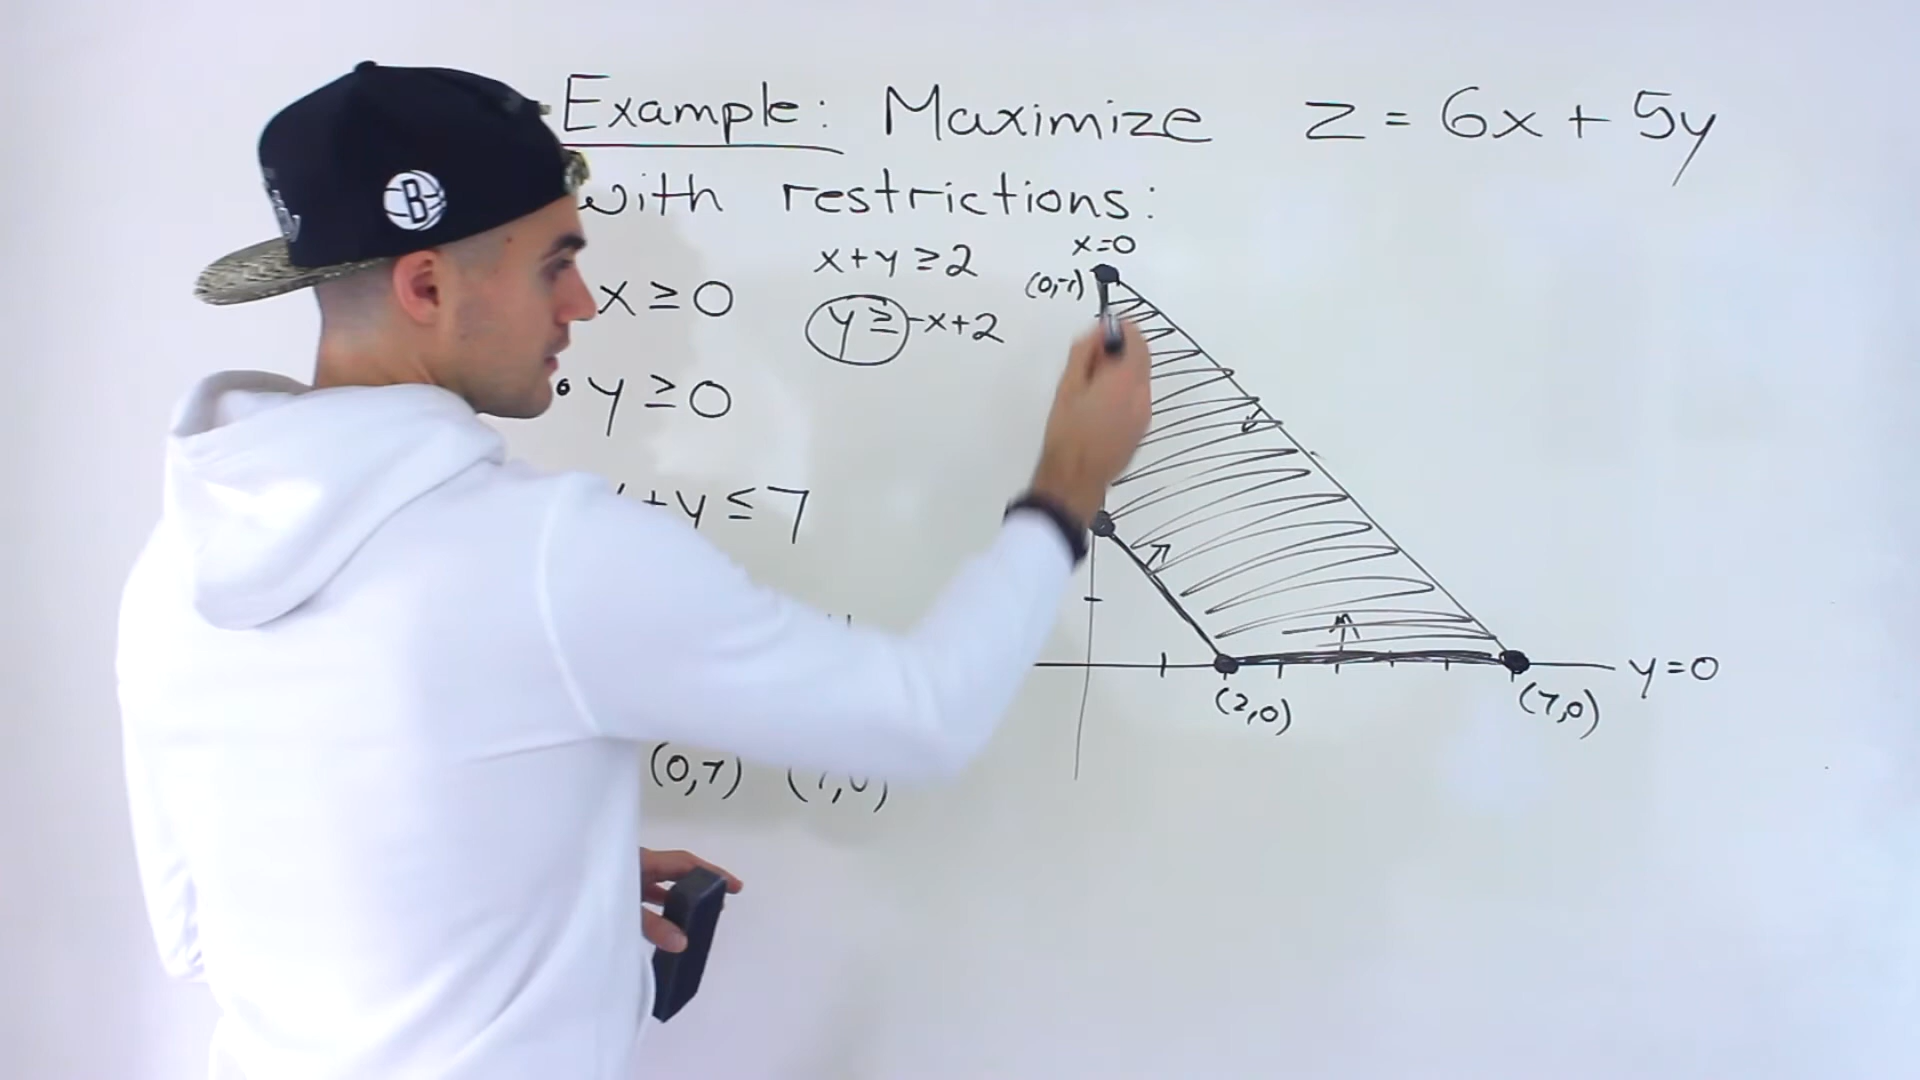 Example: Maximize z = 6x + 5y
with restrictions:
x+y ≥ 2
x=0
(0,7)
x ≥ 0
y ≥ -x+2
• y ≥ 0
+y ≤ 7
y=0
(2,0)
(7,0)
(0,7)
B